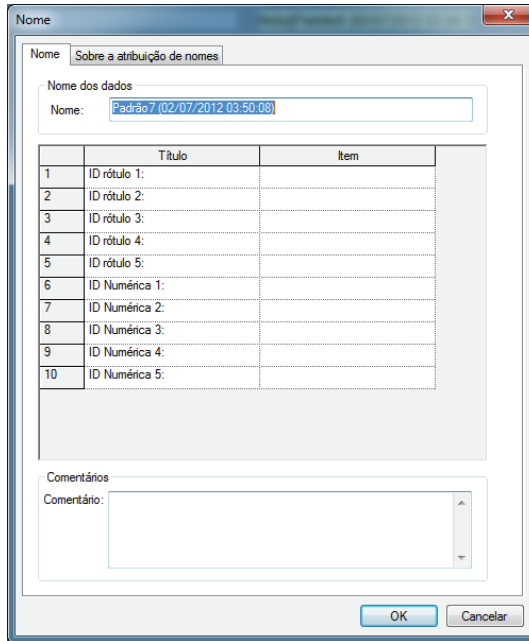 Nome
Nome Sobre a atribuição de nomes
Nome dos dados
Nome: Padrão7 (02/07/2012 03:50:08)
Título Item
1 ID rótulo 1:
2 ID rótulo 2:
3 ID rótulo 3:
4 ID rótulo 4:
5 ID rótulo 5:
6 ID Numérica 1:
7 ID Numérica 2:
8 ID Numérica 3:
9 ID Numérica 4:
10 ID Numérica 5:
Comentários
Comentário:
OK Cancelar